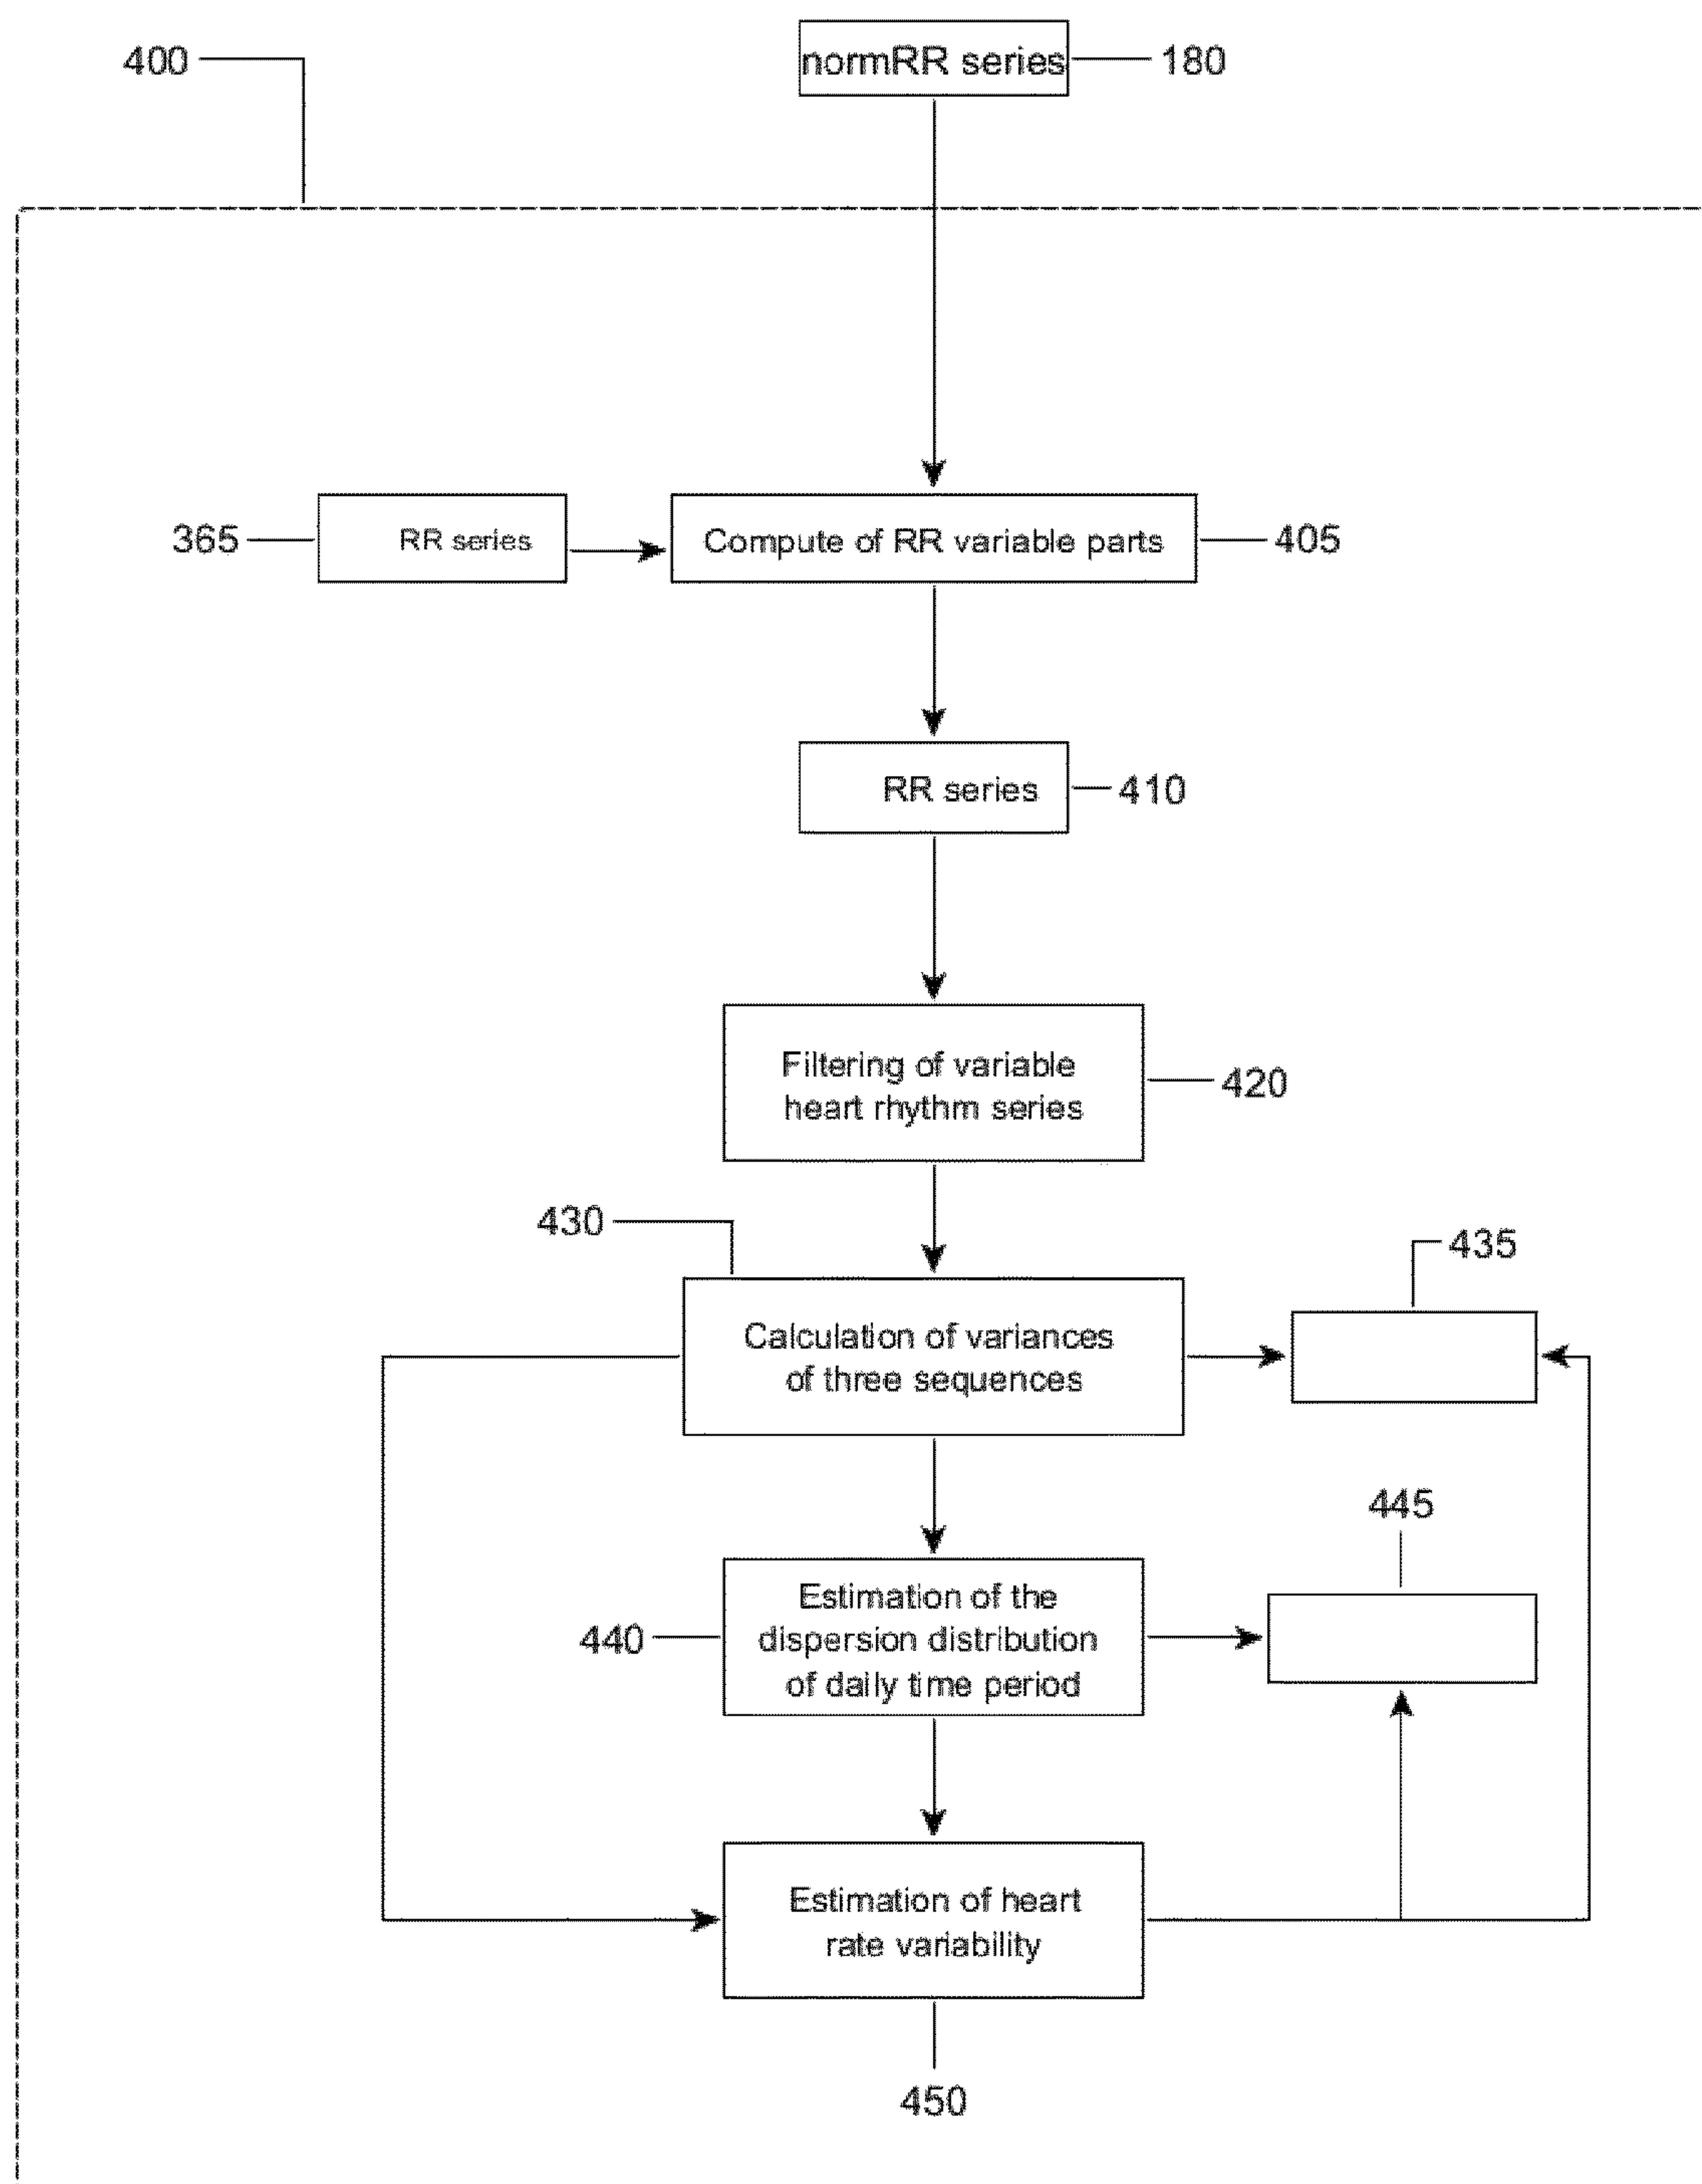 400
normRR series
180
365
RR series
Compute of RR variable parts
405
RR series
410
Filtering of variable
heart rhythm series
420
430
435
Calculation of variances
of three sequences
445
440
Estimation of the
dispersion distribution
of daily time period
Estimation of heart
rate variability
450